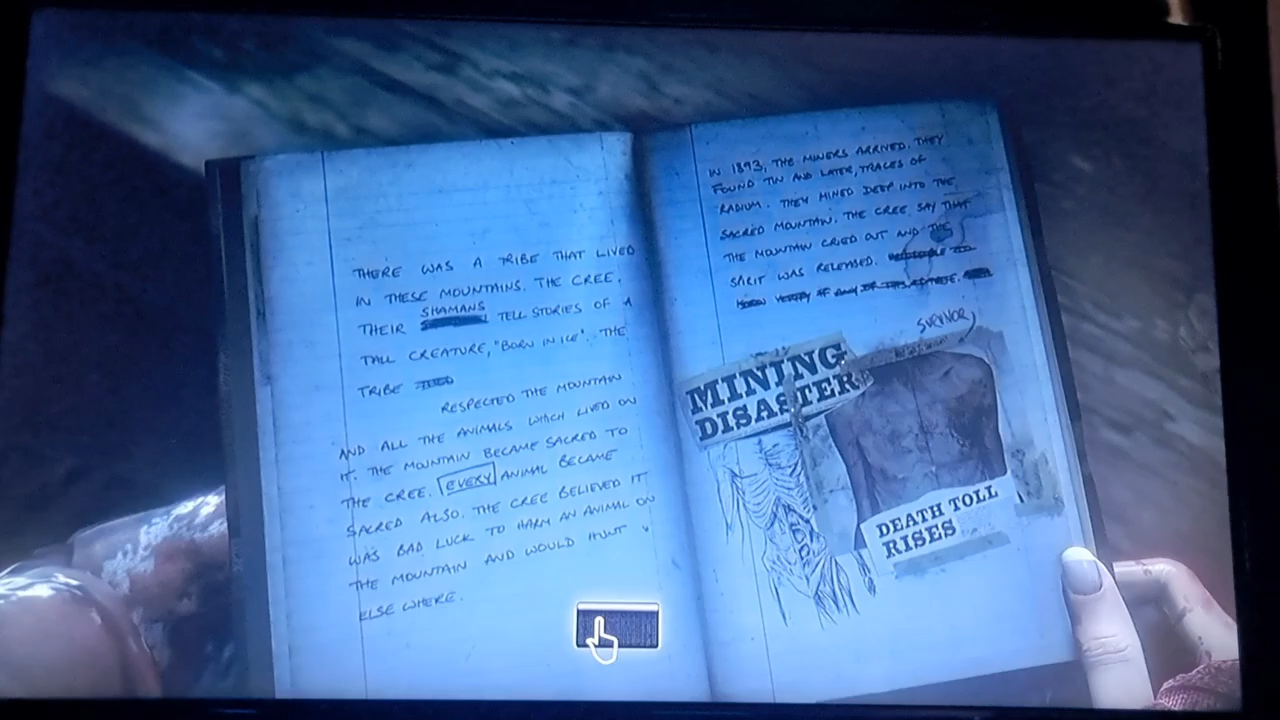 THERE WAS A TRIBE THAT LIVED
IN THESE MOUNTAINS. THE CREE.
SHAMANS
THEIR TELL STORIES OF A
TALL CREATURE, "BORN IN ICE". THE
TRIBE
RESPECTED THE MOUNTAIN
AND ALL THE ANIMALS WHICH LIVED ON
IT. THE MOUNTAIN BECAME SACRED TO
THE CREE. EVERY ANIMAL BECAME
SACRED ALSO. THE CREE BELIEVED IT
WAS BAD LUCK TO HARM AN ANIMAL ON
THE MOUNTAIN AND WOULD HUNT
ELSE WHERE.
IN 1893, THE MINERS ARRIVED. THEY
FOUND TIN AND LATER, TRACES OF
RADIUM. THEY MINED DEEP INTO THE
SACRED MOUNTAIN. THE CREE SAY THAT
THE MOUNTAIN CRIED OUT AND THE
SPIRIT WAS RELEASED.
SURVIVOR
MINING
DISASTER
DEATH TOLL
RISES